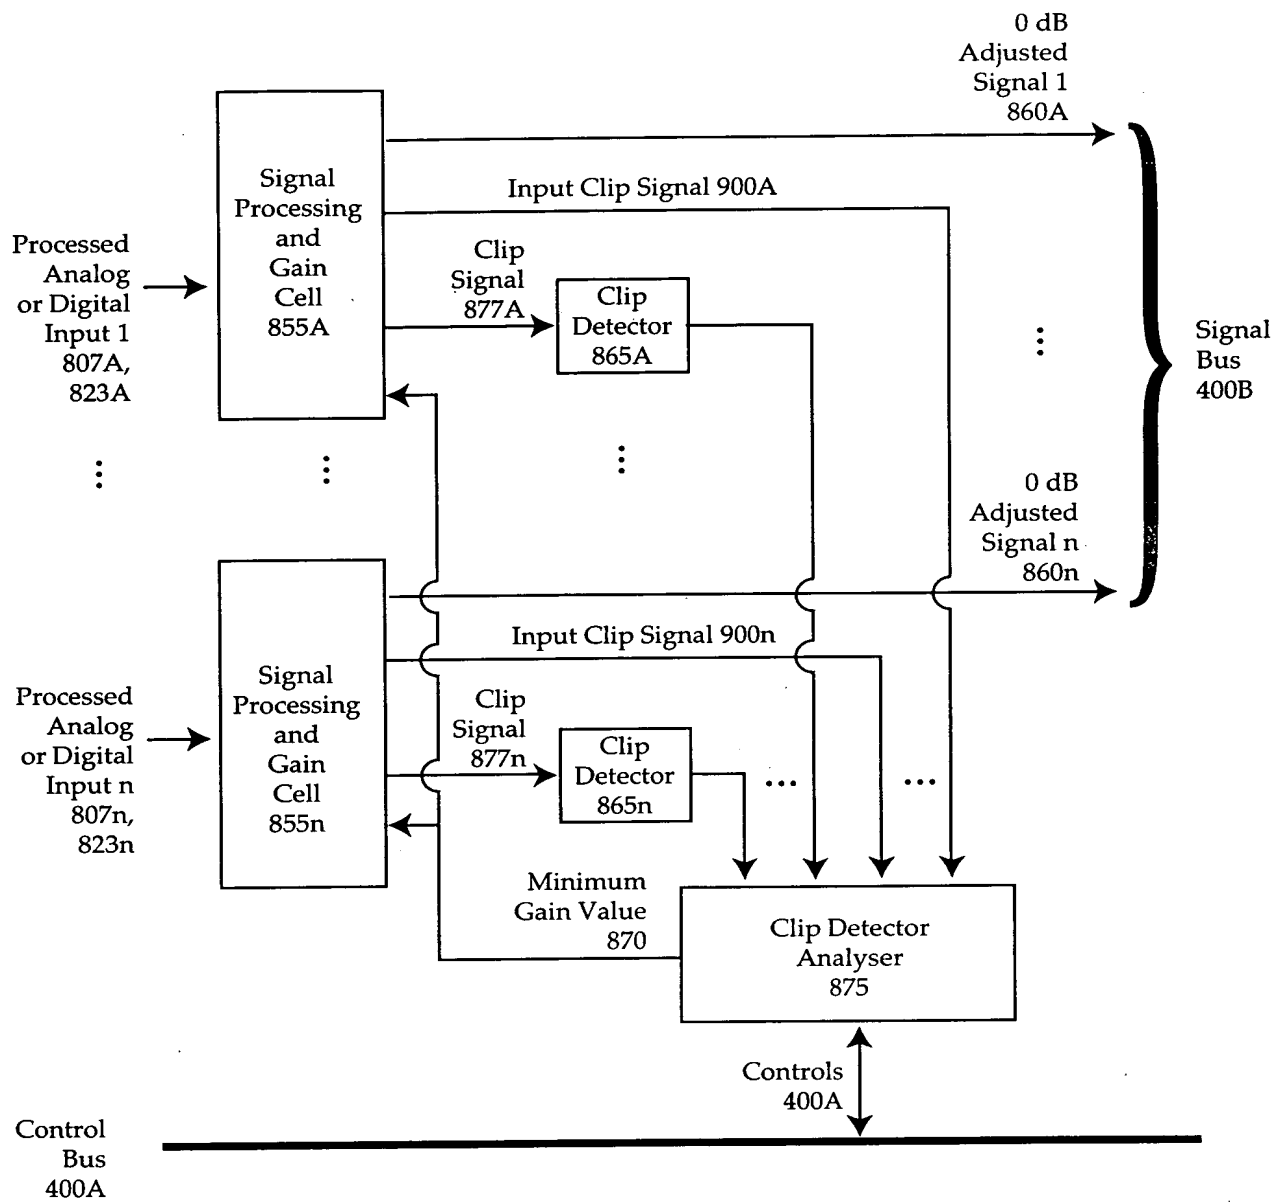 0 dB
Adjusted
Signal 1
860A
Signal
Processing
and
Gain
Cell
855A
Input Clip Signal 900A
Processed
Analog
or Digital
Input 1
807A,
823A
Clip
Signal
877A
Clip
Detector
865A
Signal
Bus
400B
0 dB
Adjusted
Signal n
860n
Input Clip Signal 900n
Signal
Processing
and
Gain
Cell
855n
Processed
Analog
or Digital
Input n
807n,
823n
Clip
Signal
877n
Clip
Detector
865n
Minimum
Gain Value
870
Clip Detector
Analyser
875
Controls
400A
Control
Bus
400A